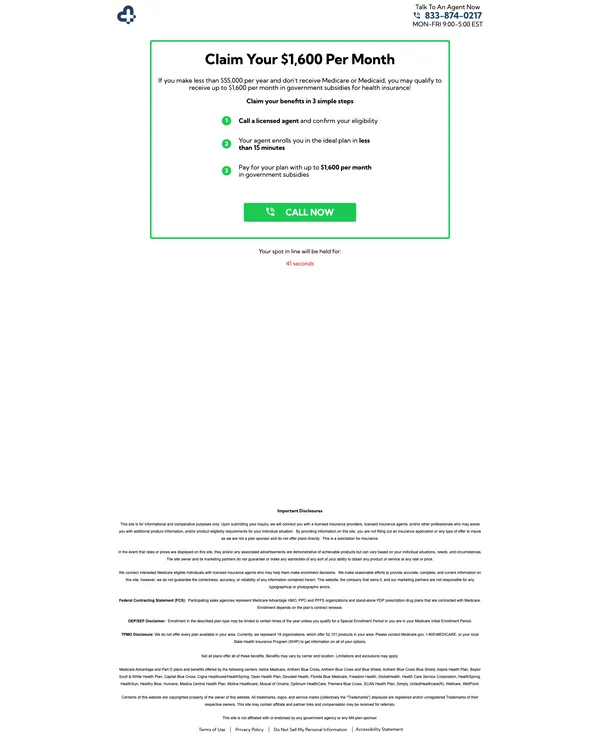 Talk To An Agent Now
833-874-0217
MON-FRI 9:00-5:00 EST
Claim Your $1,600 Per Month
If you make less than $55,000 per year and don't receive Medicare or Medicaid, you may qualify to
receive up to $1,600 per month in government subsidies for health insurance!
Claim your benefits in 3 simple steps
1 Call a licensed agent and confirm your eligibility
2 Your agent enrolls you in the ideal plan in less
than 15 minutes
3 Pay for your plan with up to $1,600 per month
in government subsidies
CALL NOW
Your spot in line will be held for:
41 seconds
Important Disclosures
This site is for informational and comparative purposes only. Upon submitting your inquiry, we will connect you with a licensed insurance providers, licensed insurance agents, and/or other professionals who may assist
you with additional product information, and/or product eligibility requirements for your individual situation. By providing information on this site, you are not filling out an insurance application or any type of offer to insure
as we are not a plan sponsor and do not offer plans directly. This is a solicitation for insurance.
In the event that rates or prices are displayed on this site, they and/or any associated advertisements are demonstrative of achievable products but can vary based on your individual situations, needs, and circumstances.
The site owner and its marketing partners do not guarantee or make any warranties of any sort of your ability to obtain any product or service at any rate or price.
We connect interested Medicare eligible individuals with licensed insurance agents who may help them make enrollment decisions. We make reasonable efforts to provide accurate, complete, and current information on
this site, however, we do not guarantee the correctness, accuracy, or reliability of any information contained herein. This website, the company that owns it, and our marketing partners are not responsible for any
typographical or photographic errors.
Federal Contracting Statement (FCS): Participating sales agencies represent Medicare Advantage HMO, PPO and PFFS organizations and stand-alone PDP prescription drug plans that are contracted with Medicare.
Enrollment depends on the plan's contract renewal.
OEP/SEP Disclaimer: Enrollment in the described plan type may be limited to certain times of the year unless you qualify for a Special Enrollment Period or you are in your Medicare Initial Enrollment Period.
TPMO Disclosure: We do not offer every plan available in your area. Currently, we represent 18 organizations, which offer 52,131 products in your area. Please contact Medicare.gov, 1-800-MEDICARE, or your local
State Health Insurance Program (SHIP) to get information on all of your options.
Not all plans offer all of these benefits. Benefits may vary by carrier and location. Limitations and exclusions may apply.
Medicare Advantage and Part D plans and benefits offered by the following carriers: Aetna Medicare, Anthem Blue Cross, Anthem Blue Cross and Blue Shield, Anthem Blue Cross Blue Shield, Aspire Health Plan, Baylor
Scott & White Health Plan, Capital Blue Cross, Cigna Healthcare/HealthSpring, Dean Health Plan, Devoted Health, Florida Blue Medicare, Freedom Health, GlobalHealth, Health Care Service Corporation, HealthSpring,
HealthSun, Healthy Blue, Humana, Medica Central Health Plan, Molina Healthcare, Mutual of Omaha, Optimum HealthCare, Premera Blue Cross, SCAN Health Plan, Simply, UnitedHealthcare(R), Wellcare, WellPoint.
Contents of this website are copyrighted property of the owner of this website. All trademarks, logos, and service marks (collectively the "Trademarks") displayed are registered and/or unregistered Trademarks of their
respective owners. This site may contain affiliate and partner links and compensation may be received for referrals.
This site is not affiliated with or endorsed by any government agency or any MA plan sponsor.
Terms of Use | Privacy Policy | Do Not Sell My Personal Information | Accessibility Statement